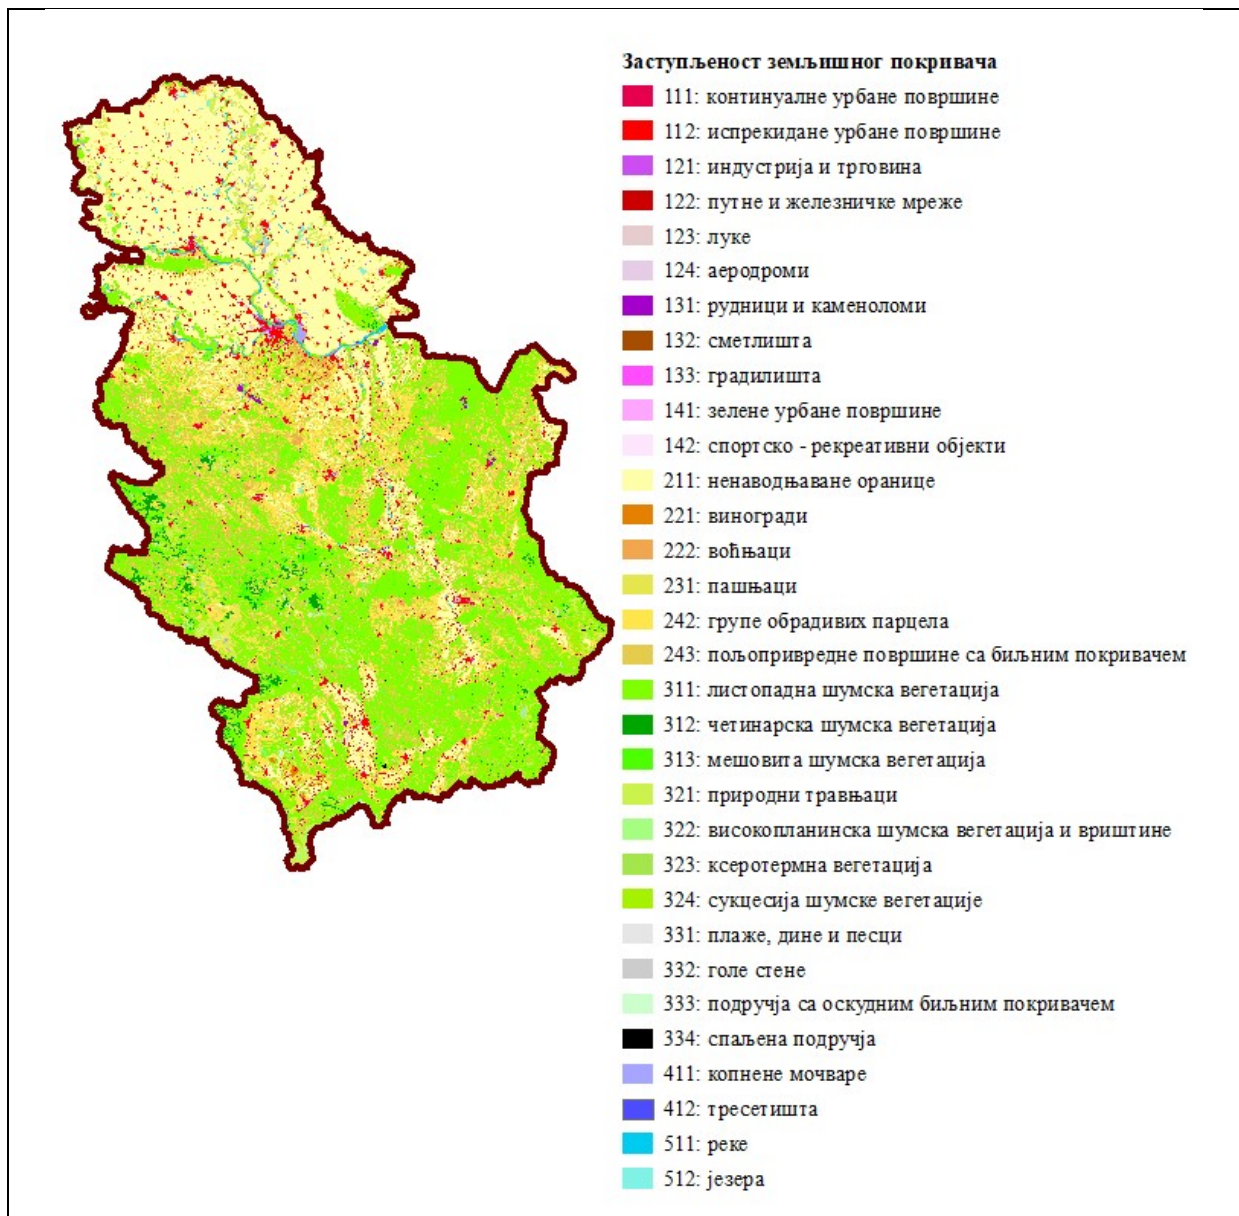 Заступљеност земљишног покривача
111: континуалне урбане површине
112: испрекидане урбане површине
121: индустрија и трговина
122: путне и железничке мреже
123: луке
124: аеродроми
131: рудници и каменоломи
132: сметлишта
133: градилишта
141: зелене урбане површине
142: спортско - рекреативни објекти
211: ненаводњаване оранице
221: виногради
222: воћњаци
231: пашњаци
242: групе обрадивих парцела
243: пољопривредне површине са биљним покривачем
311: листопадна шумска вегетација
312: четинарска шумска вегетација
313: мешовита шумска вегетација
321: природни травњаци
322: високопланинска шумска вегетација и вриштине
323: ксеротермна вегетација
324: сукцесија шумске вегетације
331: плаже, дине и песци
332: голе стене
333: подручја са оскудним биљним покривачем
334: спаљена подручја
411: копнене мочваре
412: тресетишта
511: реке
512: језера